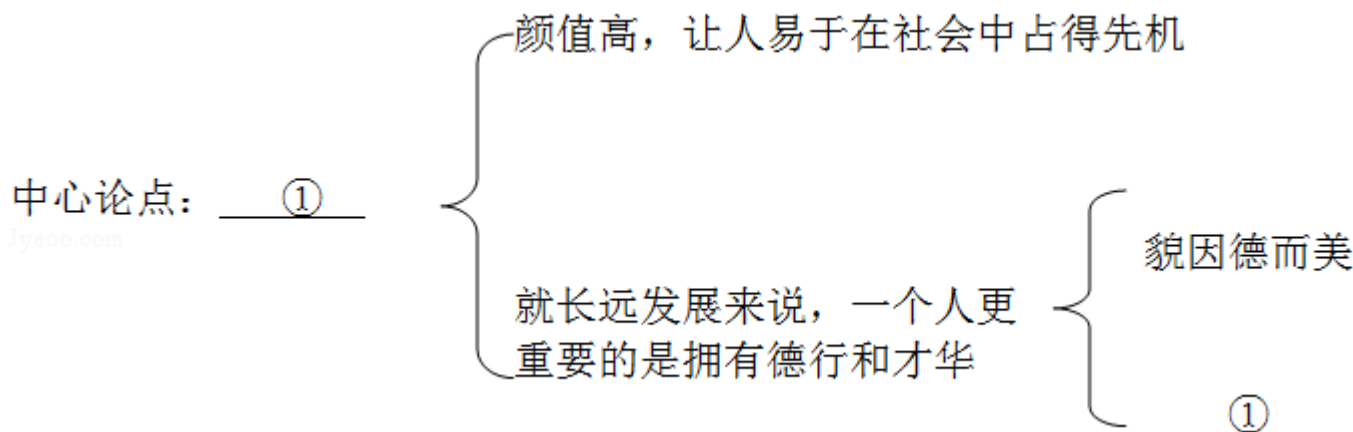 颜值高，让人易于在社会中占得先机
中心论点： ①
Jyeoo.com
貌因德而美
就长远发展来说，一个人更
重要的是拥有德行和才华
①